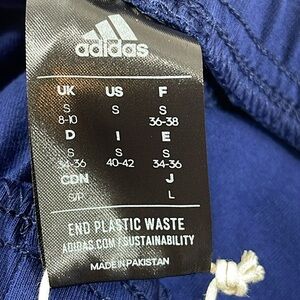 adidas
UK US F
S S S
8-10 36-38
D I E
S S S
34-36 40-42 34-36
CDN J
S/P L
END PLASTIC WASTE
ADIDAS.COM/SUSTAINABILITY
MADE IN PAKISTAN